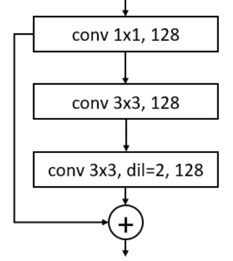 conv 1x1, 128
conv 3x3, 128
conv 3x3, dil=2, 128
+